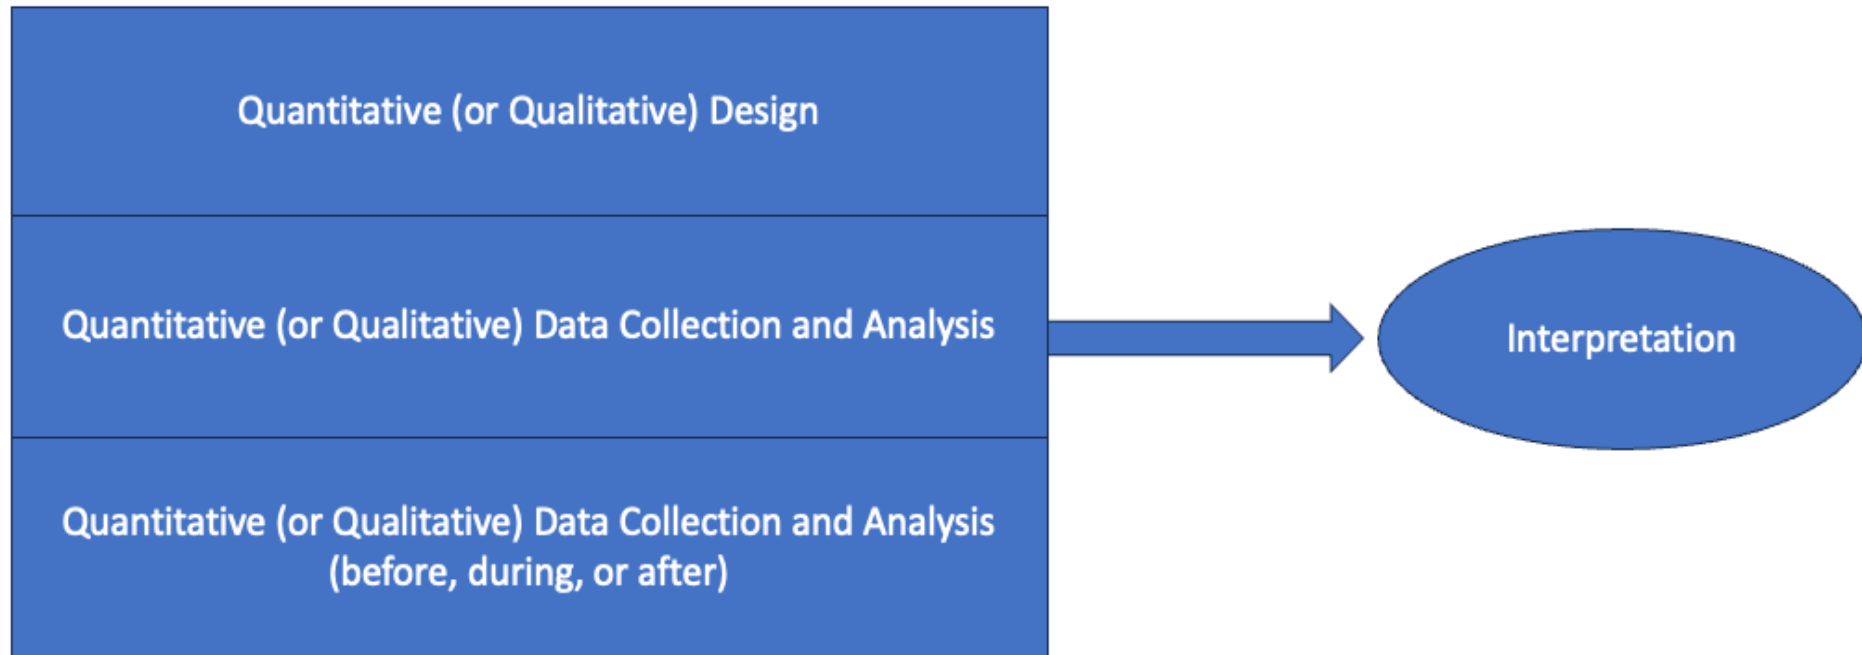 Quantitative (or Qualitative) Design
Quantitative (or Qualitative) Data Collection and Analysis
Interpretation
Quantitative (or Qualitative) Data Collection and Analysis
(before, during, or after)